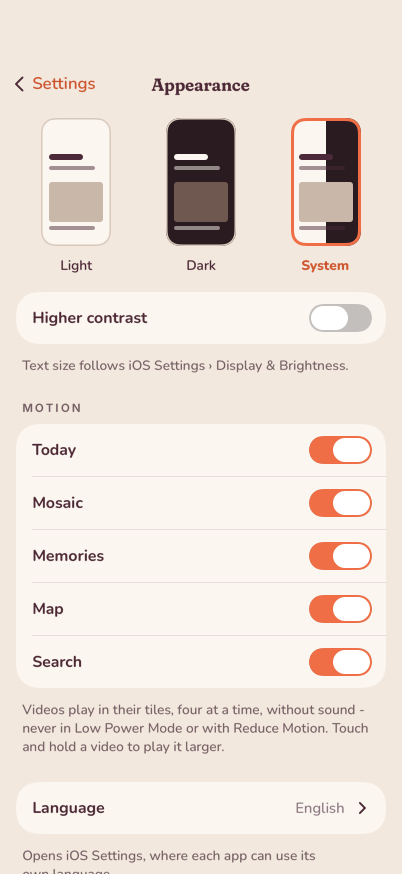 Settings
Appearance
Light
Dark
System
Higher contrast
Text size follows iOS Settings › Display & Brightness.
MOTION
Today
Mosaic
Memories
Map
Search
Videos play in their tiles, four at a time, without sound -
never in Low Power Mode or with Reduce Motion. Touch
and hold a video to play it larger.
Language
English
Opens iOS Settings, where each app can use its
own language